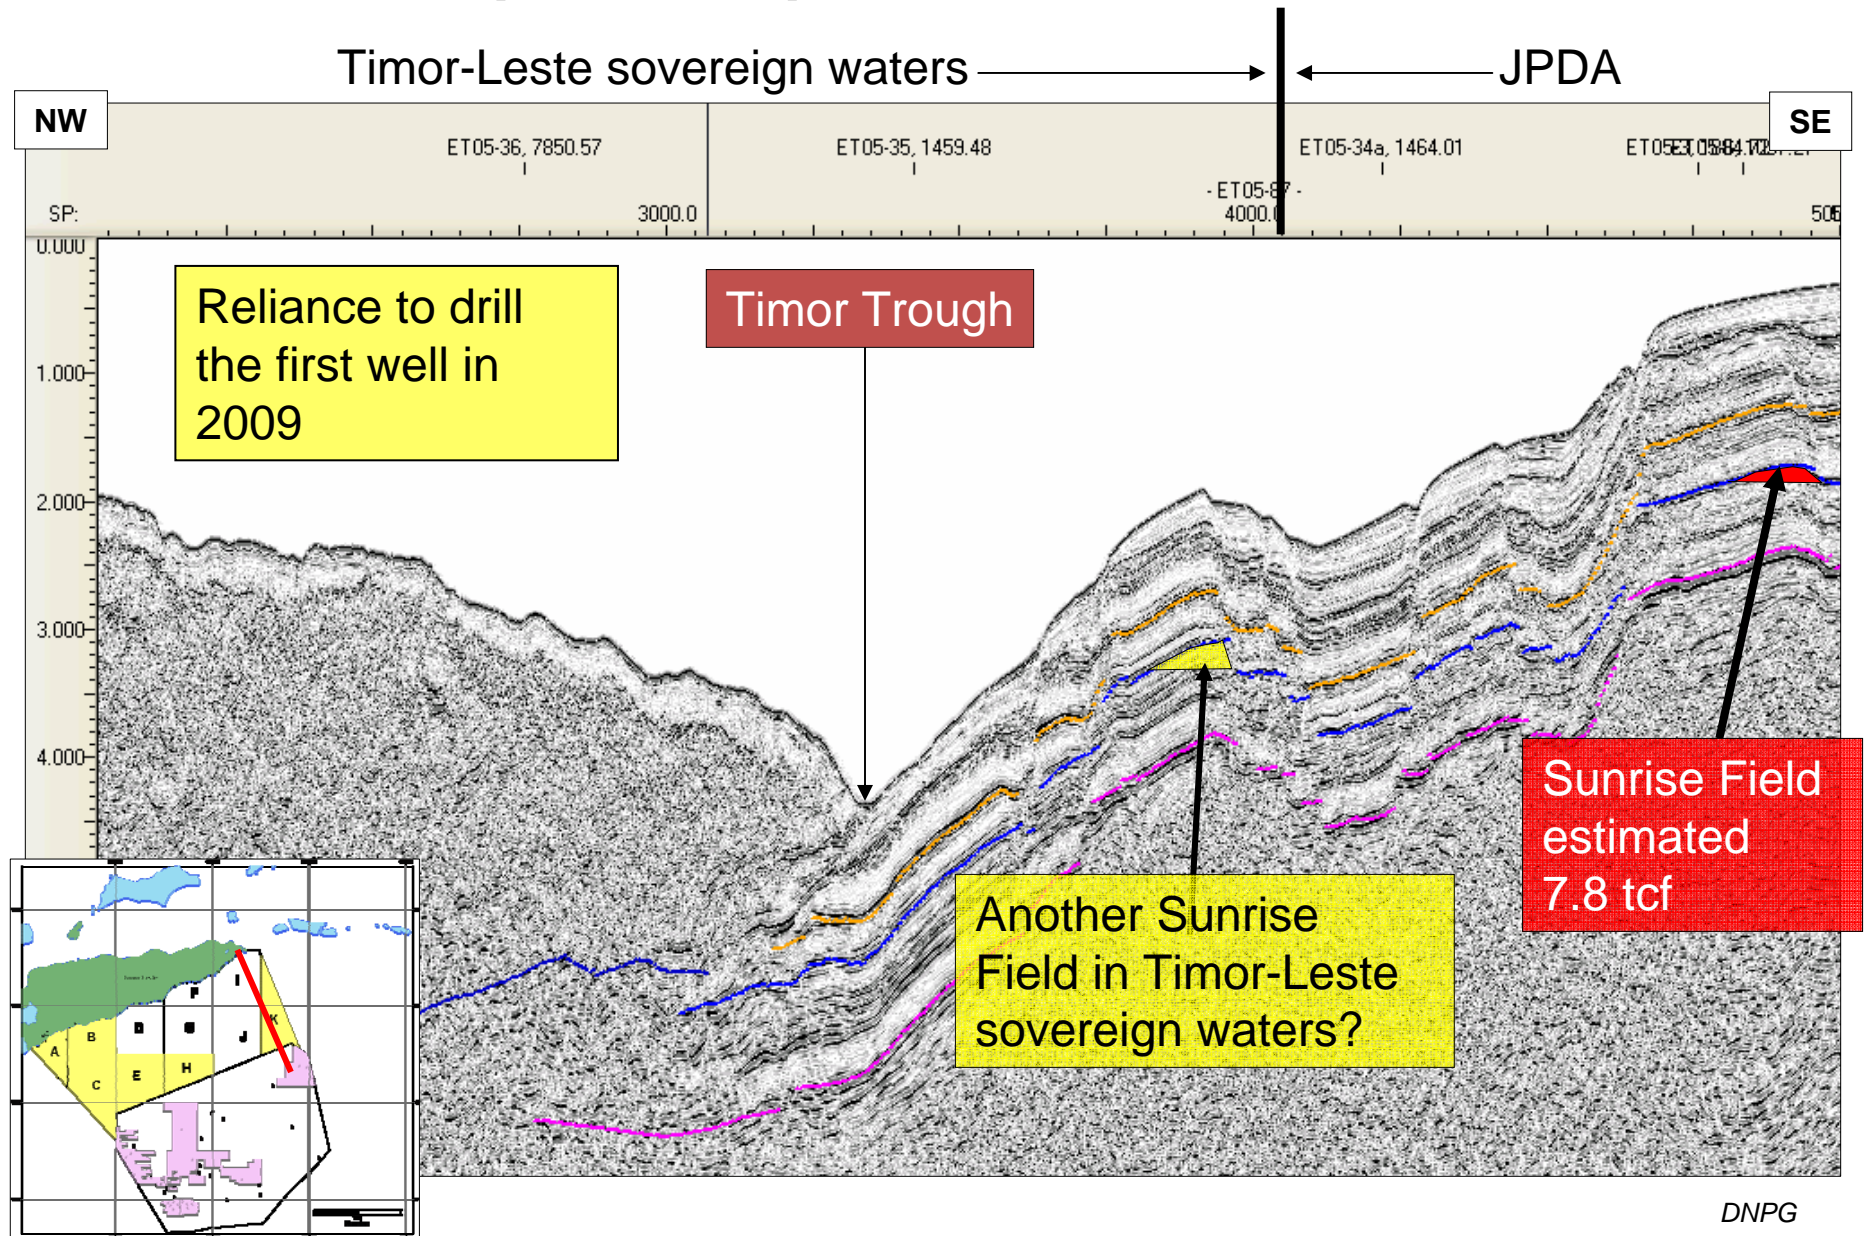 Timor-Leste sovereign waters
JPDA
NW
SE
ET05-36, 7850.57
ET05-35, 1459.48
ET05-34a, 1464.01
- ET05-87 -
SP:
3000.0
4000.0
0.000
1.000
2.000
3.000
4.000
Reliance to drill
the first well in
2009
Timor Trough
Sunrise Field
estimated
7.8 tcf
Another Sunrise
Field in Timor-Leste
sovereign waters?
A
B
C
E
H
J
K
I
DNPG